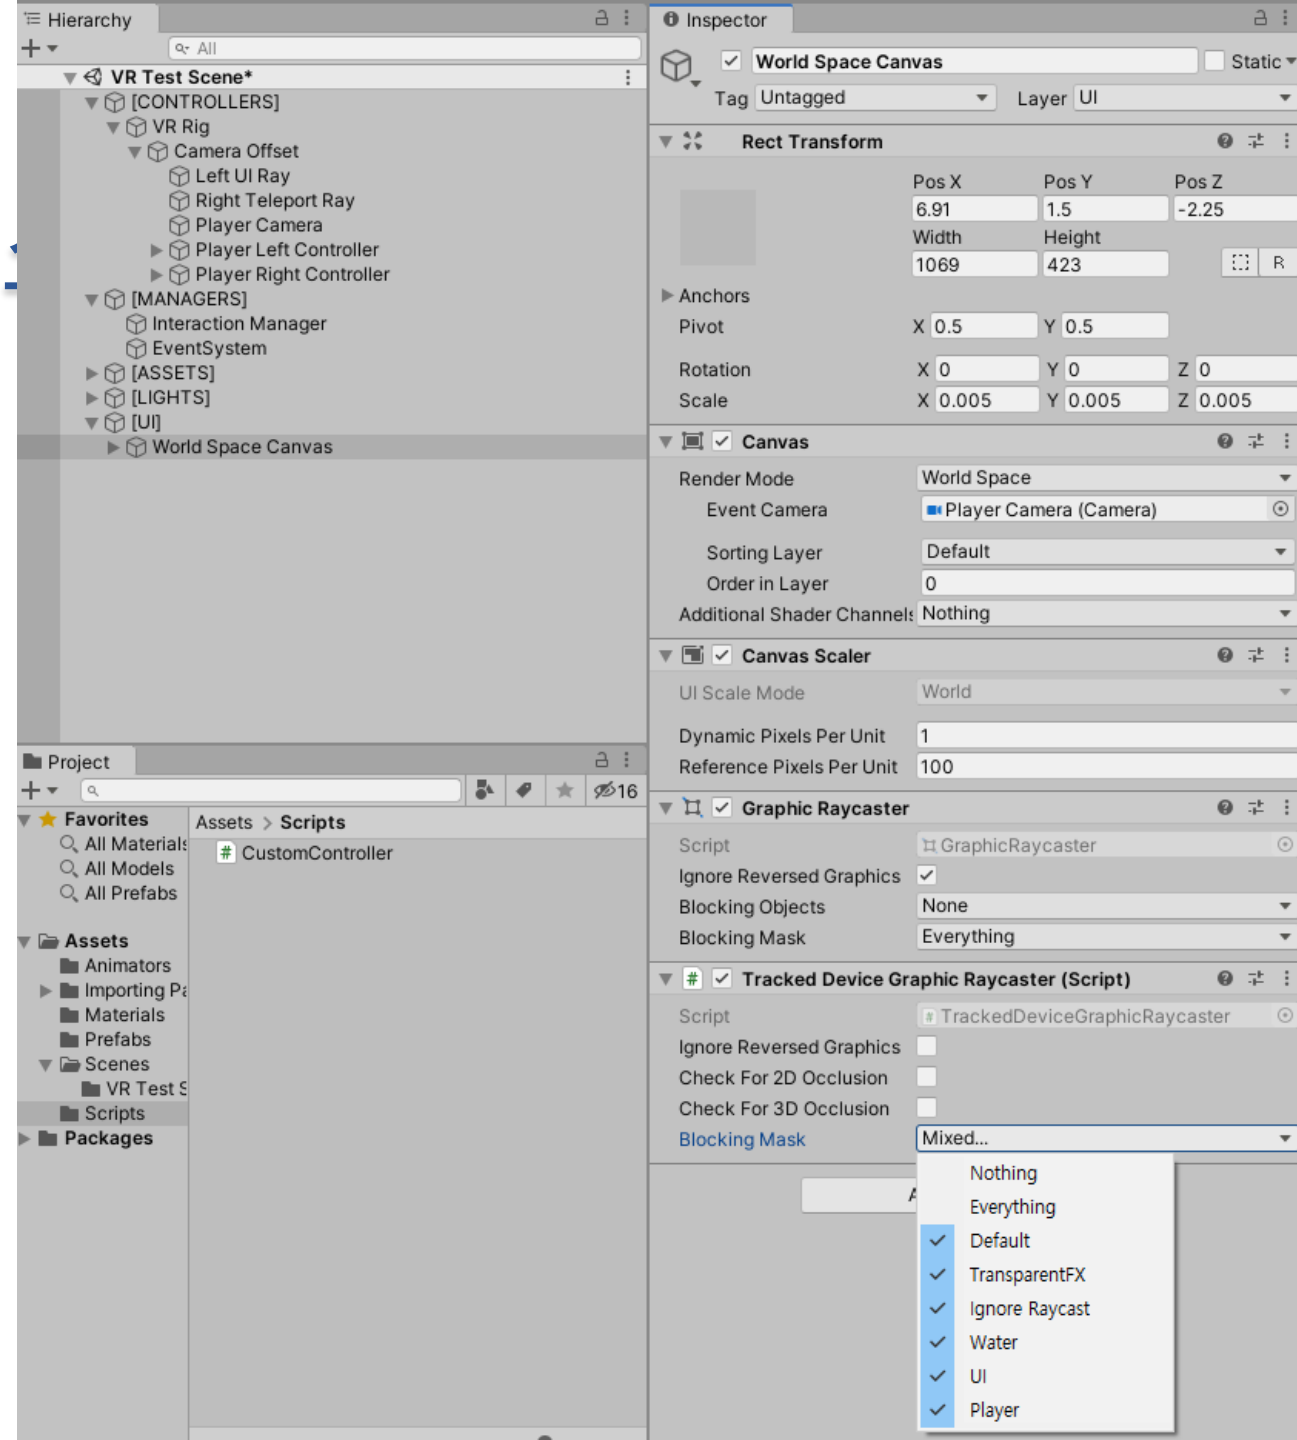 Hierarchy
All
VR Test Scene*
[CONTROLLERS]
VR Rig
Camera Offset
Left UI Ray
Right Teleport Ray
Player Camera
Player Left Controller
Player Right Controller
[MANAGERS]
Interaction Manager
EventSystem
[ASSETS]
[LIGHTS]
[UI]
World Space Canvas
Project
16
Favorites
All Materials
All Models
All Prefabs
Assets
Animators
Importing Pa
Materials
Prefabs
Scenes
VR Test S
Scripts
Packages
Assets > Scripts
# CustomController
Inspector
World Space Canvas
Static
Tag Untagged Layer UI
Rect Transform
Pos X Pos Y Pos Z
6.91 1.5 -2.25
Width Height
1069 423 R
Anchors
Pivot X 0.5 Y 0.5
Rotation X 0 Y 0 Z 0
Scale X 0.005 Y 0.005 Z 0.005
Canvas
Render Mode World Space
Event Camera Player Camera (Camera)
Sorting Layer Default
Order in Layer 0
Additional Shader Channels Nothing
Canvas Scaler
UI Scale Mode World
Dynamic Pixels Per Unit 1
Reference Pixels Per Unit 100
Graphic Raycaster
Script GraphicRaycaster
Ignore Reversed Graphics
Blocking Objects None
Blocking Mask Everything
# Tracked Device Graphic Raycaster (Script)
Script # TrackedDeviceGraphicRaycaster
Ignore Reversed Graphics
Check For 2D Occlusion
Check For 3D Occlusion
Blocking Mask Mixed...
Nothing
Everything
Default
TransparentFX
Ignore Raycast
Water
UI
Player